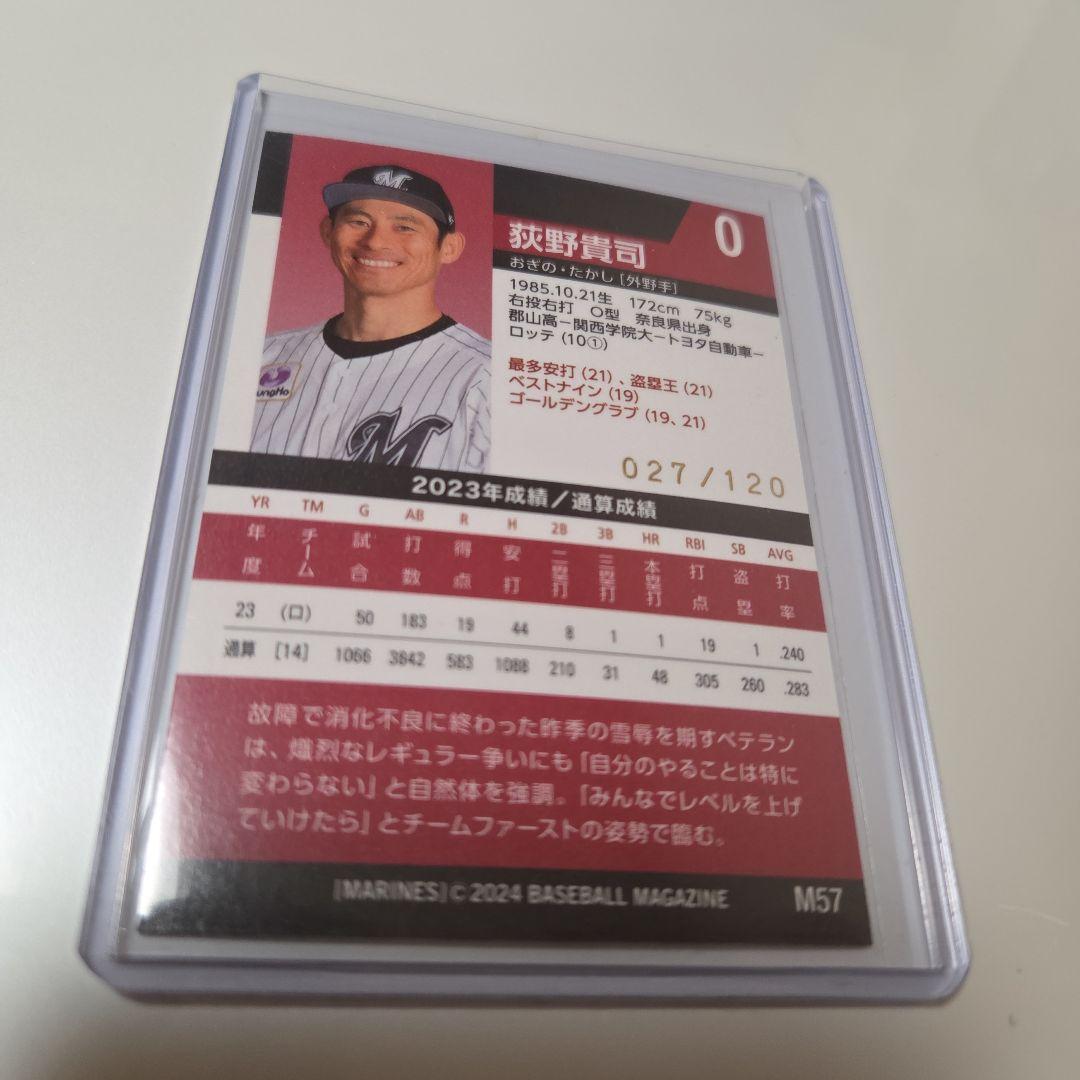 M
0
荻野貴司
おぎの・たかし [外野手]
1985.10.21生 172cm 75kg
右投右打 O型 奈良県出身
郡山高－関西学院大－トヨタ自動車－
ロッテ (10①)
最多安打 (21) 、盗塁王 (21)
ベストナイン (19)
ゴールデングラブ (19、21)
ungHo
M
027/120
2023年成績／通算成績
YR TM G AB R H 2B 3B HR RBI SB AVG
年度 チーム 試合 打数 得点 安打 二塁打 三塁打 本塁打 打点 盗塁 打率
23 (ロ) 50 183 19 44 8 1 1 19 1 .240
通算 [14] 1066 3842 583 1088 210 31 48 305 260 .283
故障で消化不良に終わった昨季の雪辱を期すベテラン
は、熾烈なレギュラー争いにも「自分のやることは特に
変わらない」と自然体を強調。「みんなでレベルを上げ
ていけたら」とチームファーストの姿勢で臨む。
[MARINES] © 2024 BASEBALL MAGAZINE M57